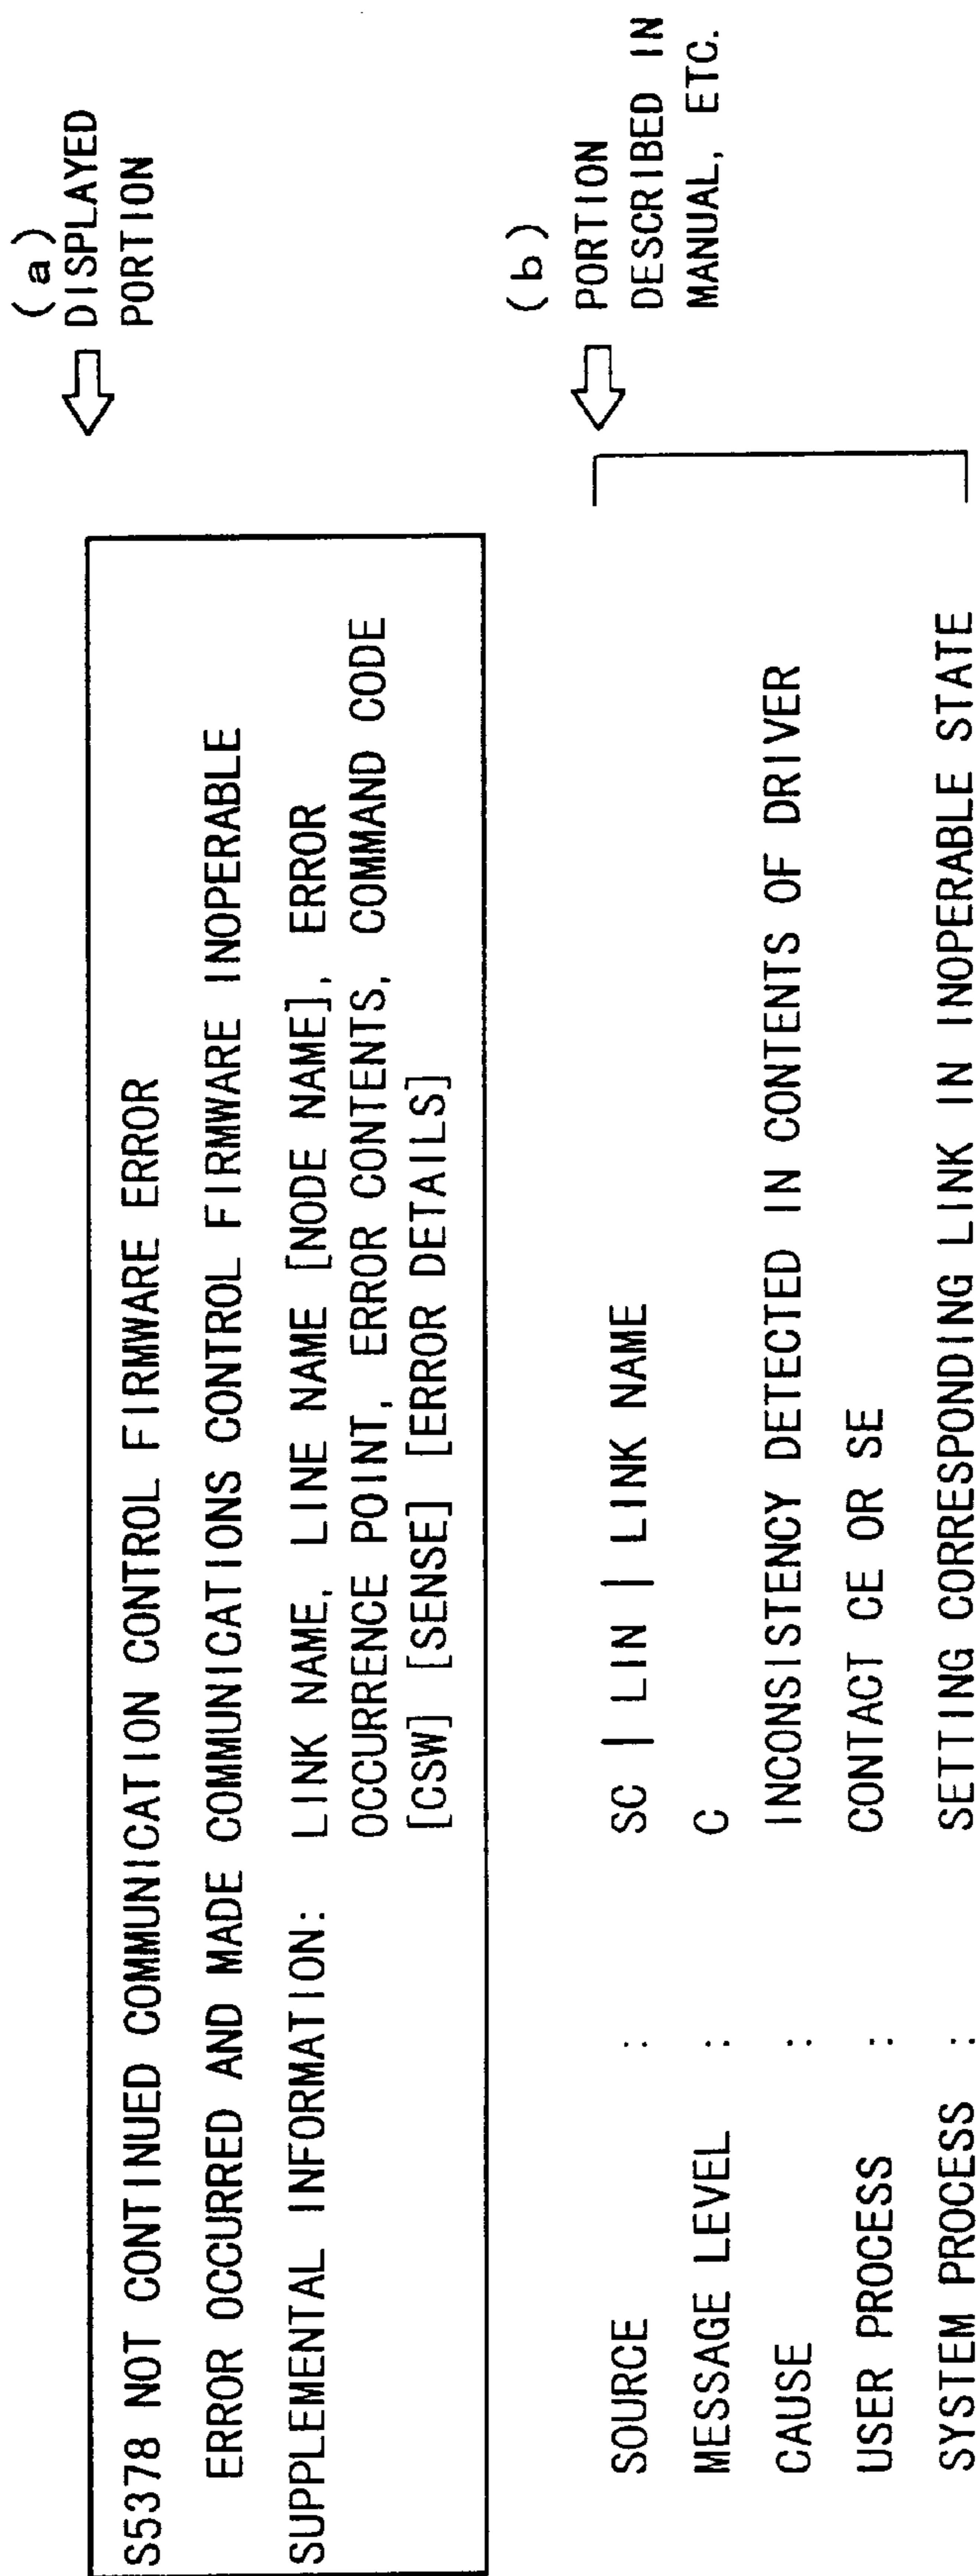 S5378 NOT CONTINUED COMMUNICATION CONTROL FIRMWARE ERROR
ERROR OCCURRED AND MADE COMMUNICATIONS CONTROL FIRMWARE INOPERABLE
SUPPLEMENTAL INFORMATION: LINK NAME, LINE NAME [NODE NAME], ERROR
OCCURRENCE POINT, ERROR CONTENTS, COMMAND CODE
[CSW] [SENSE] [ERROR DETAILS]
(a)
DISPLAYED
PORTION
SOURCE : SC | LIN | LINK NAME
MESSAGE LEVEL : C
CAUSE : INCONSISTENCY DETECTED IN CONTENTS OF DRIVER
USER PROCESS : CONTACT CE OR SE
SYSTEM PROCESS : SETTING CORRESPONDING LINK IN INOPERABLE STATE
(b)
PORTION
DESCRIBED IN
MANUAL, ETC.